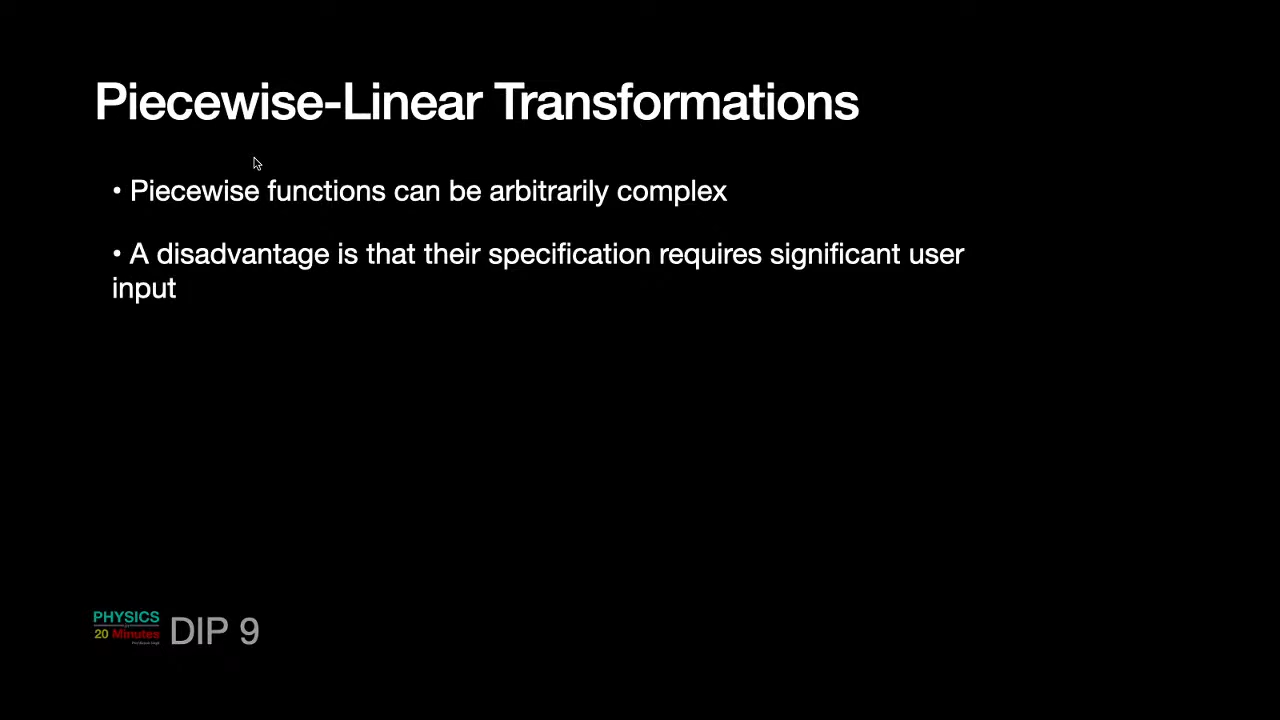 Piecewise-Linear Transformations
• Piecewise functions can be arbitrarily complex
• A disadvantage is that their specification requires significant user
input
PHYSICS
20 Minutes
DIP 9